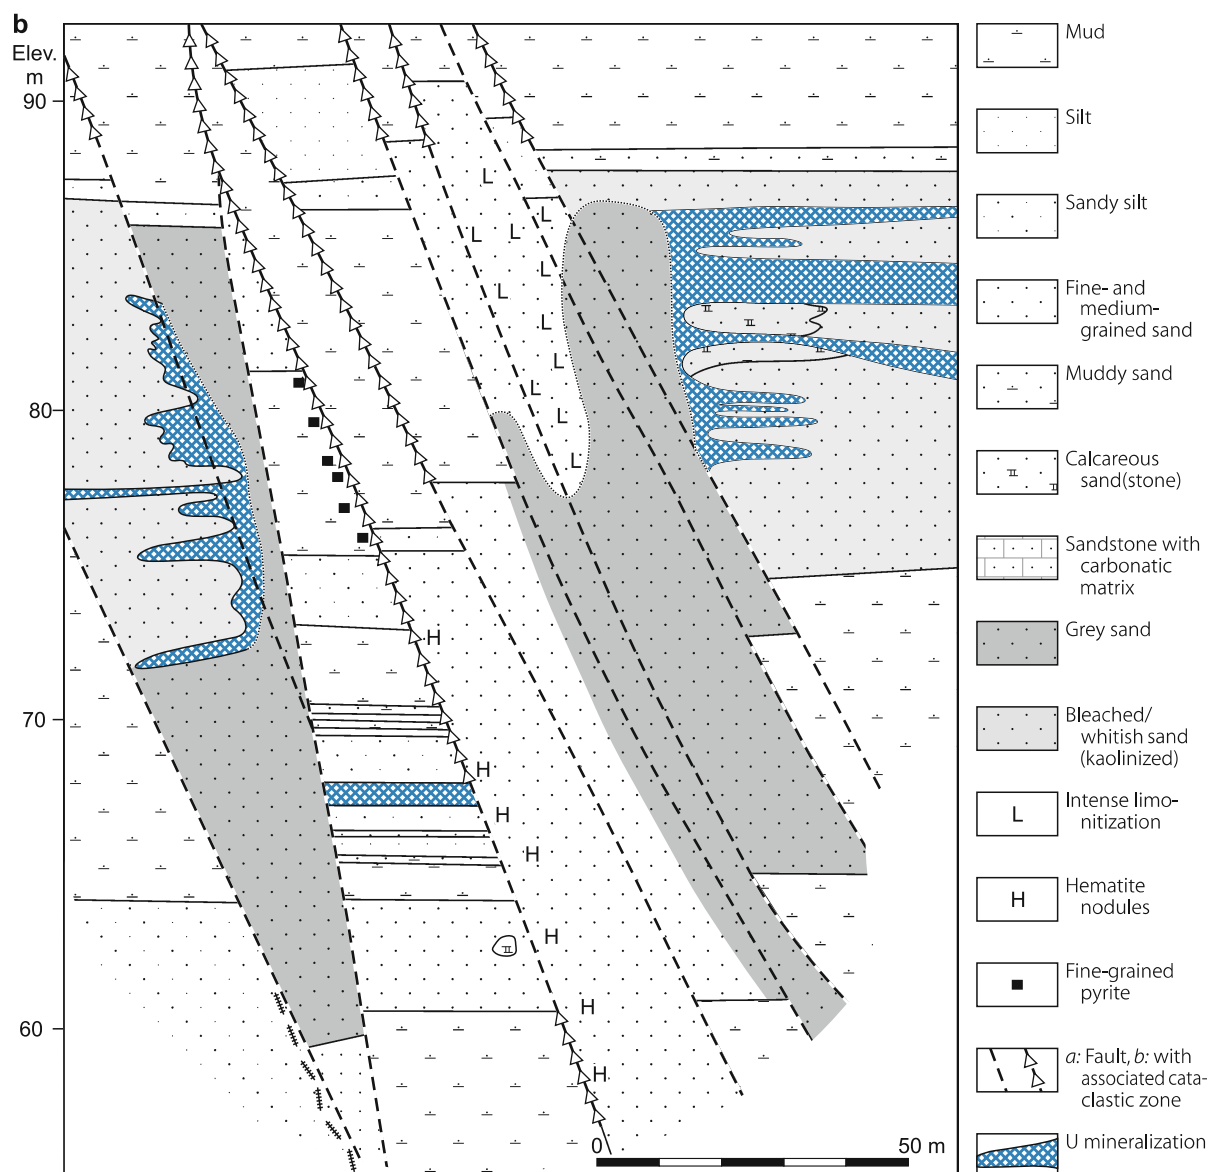 b
Elev.
m
90
80
70
60
L
L
L
L
L
L
L
L
L
L
L
L
H
H
H
H
H
H
H
0 50 m
Mud
Silt
Sandy silt
Fine- and
medium-
grained sand
Muddy sand
Calcareous
sand(stone)
Sandstone with
carbonatic
matrix
Grey sand
Bleached/
whitish sand
(kaolinized)
L
Intense limo-
nitization
H
Hematite
nodules
Fine-grained
pyrite
a: Fault, b: with
associated cata-
clastic zone
U mineralization